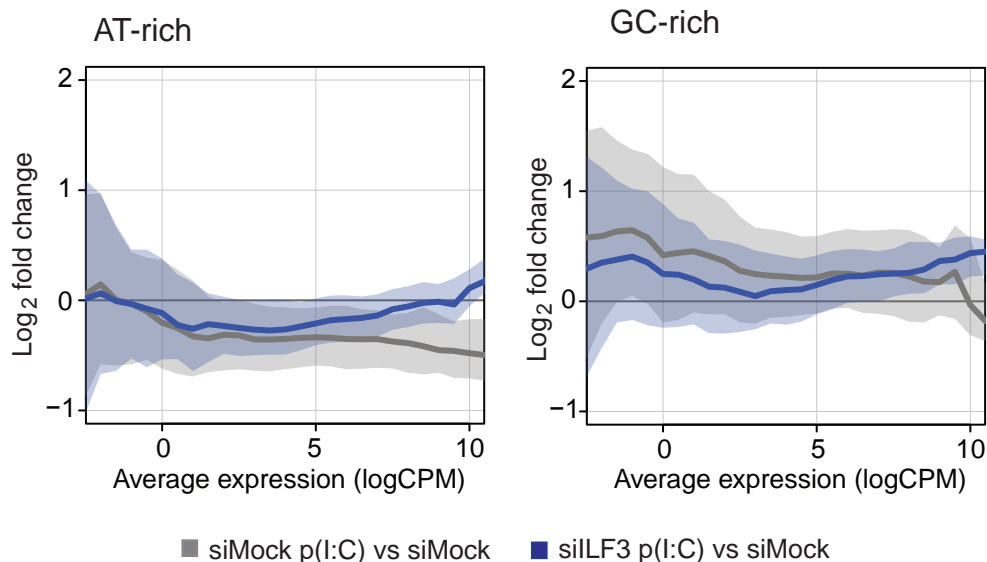 AT-rich
GC-rich
Log2 fold change
2
1
0
−1
0
5
10
Average expression (logCPM)
Log2 fold change
2
1
0
−1
0
5
10
Average expression (logCPM)
siMock p(I:C) vs siMock
siILF3 p(I:C) vs siMock